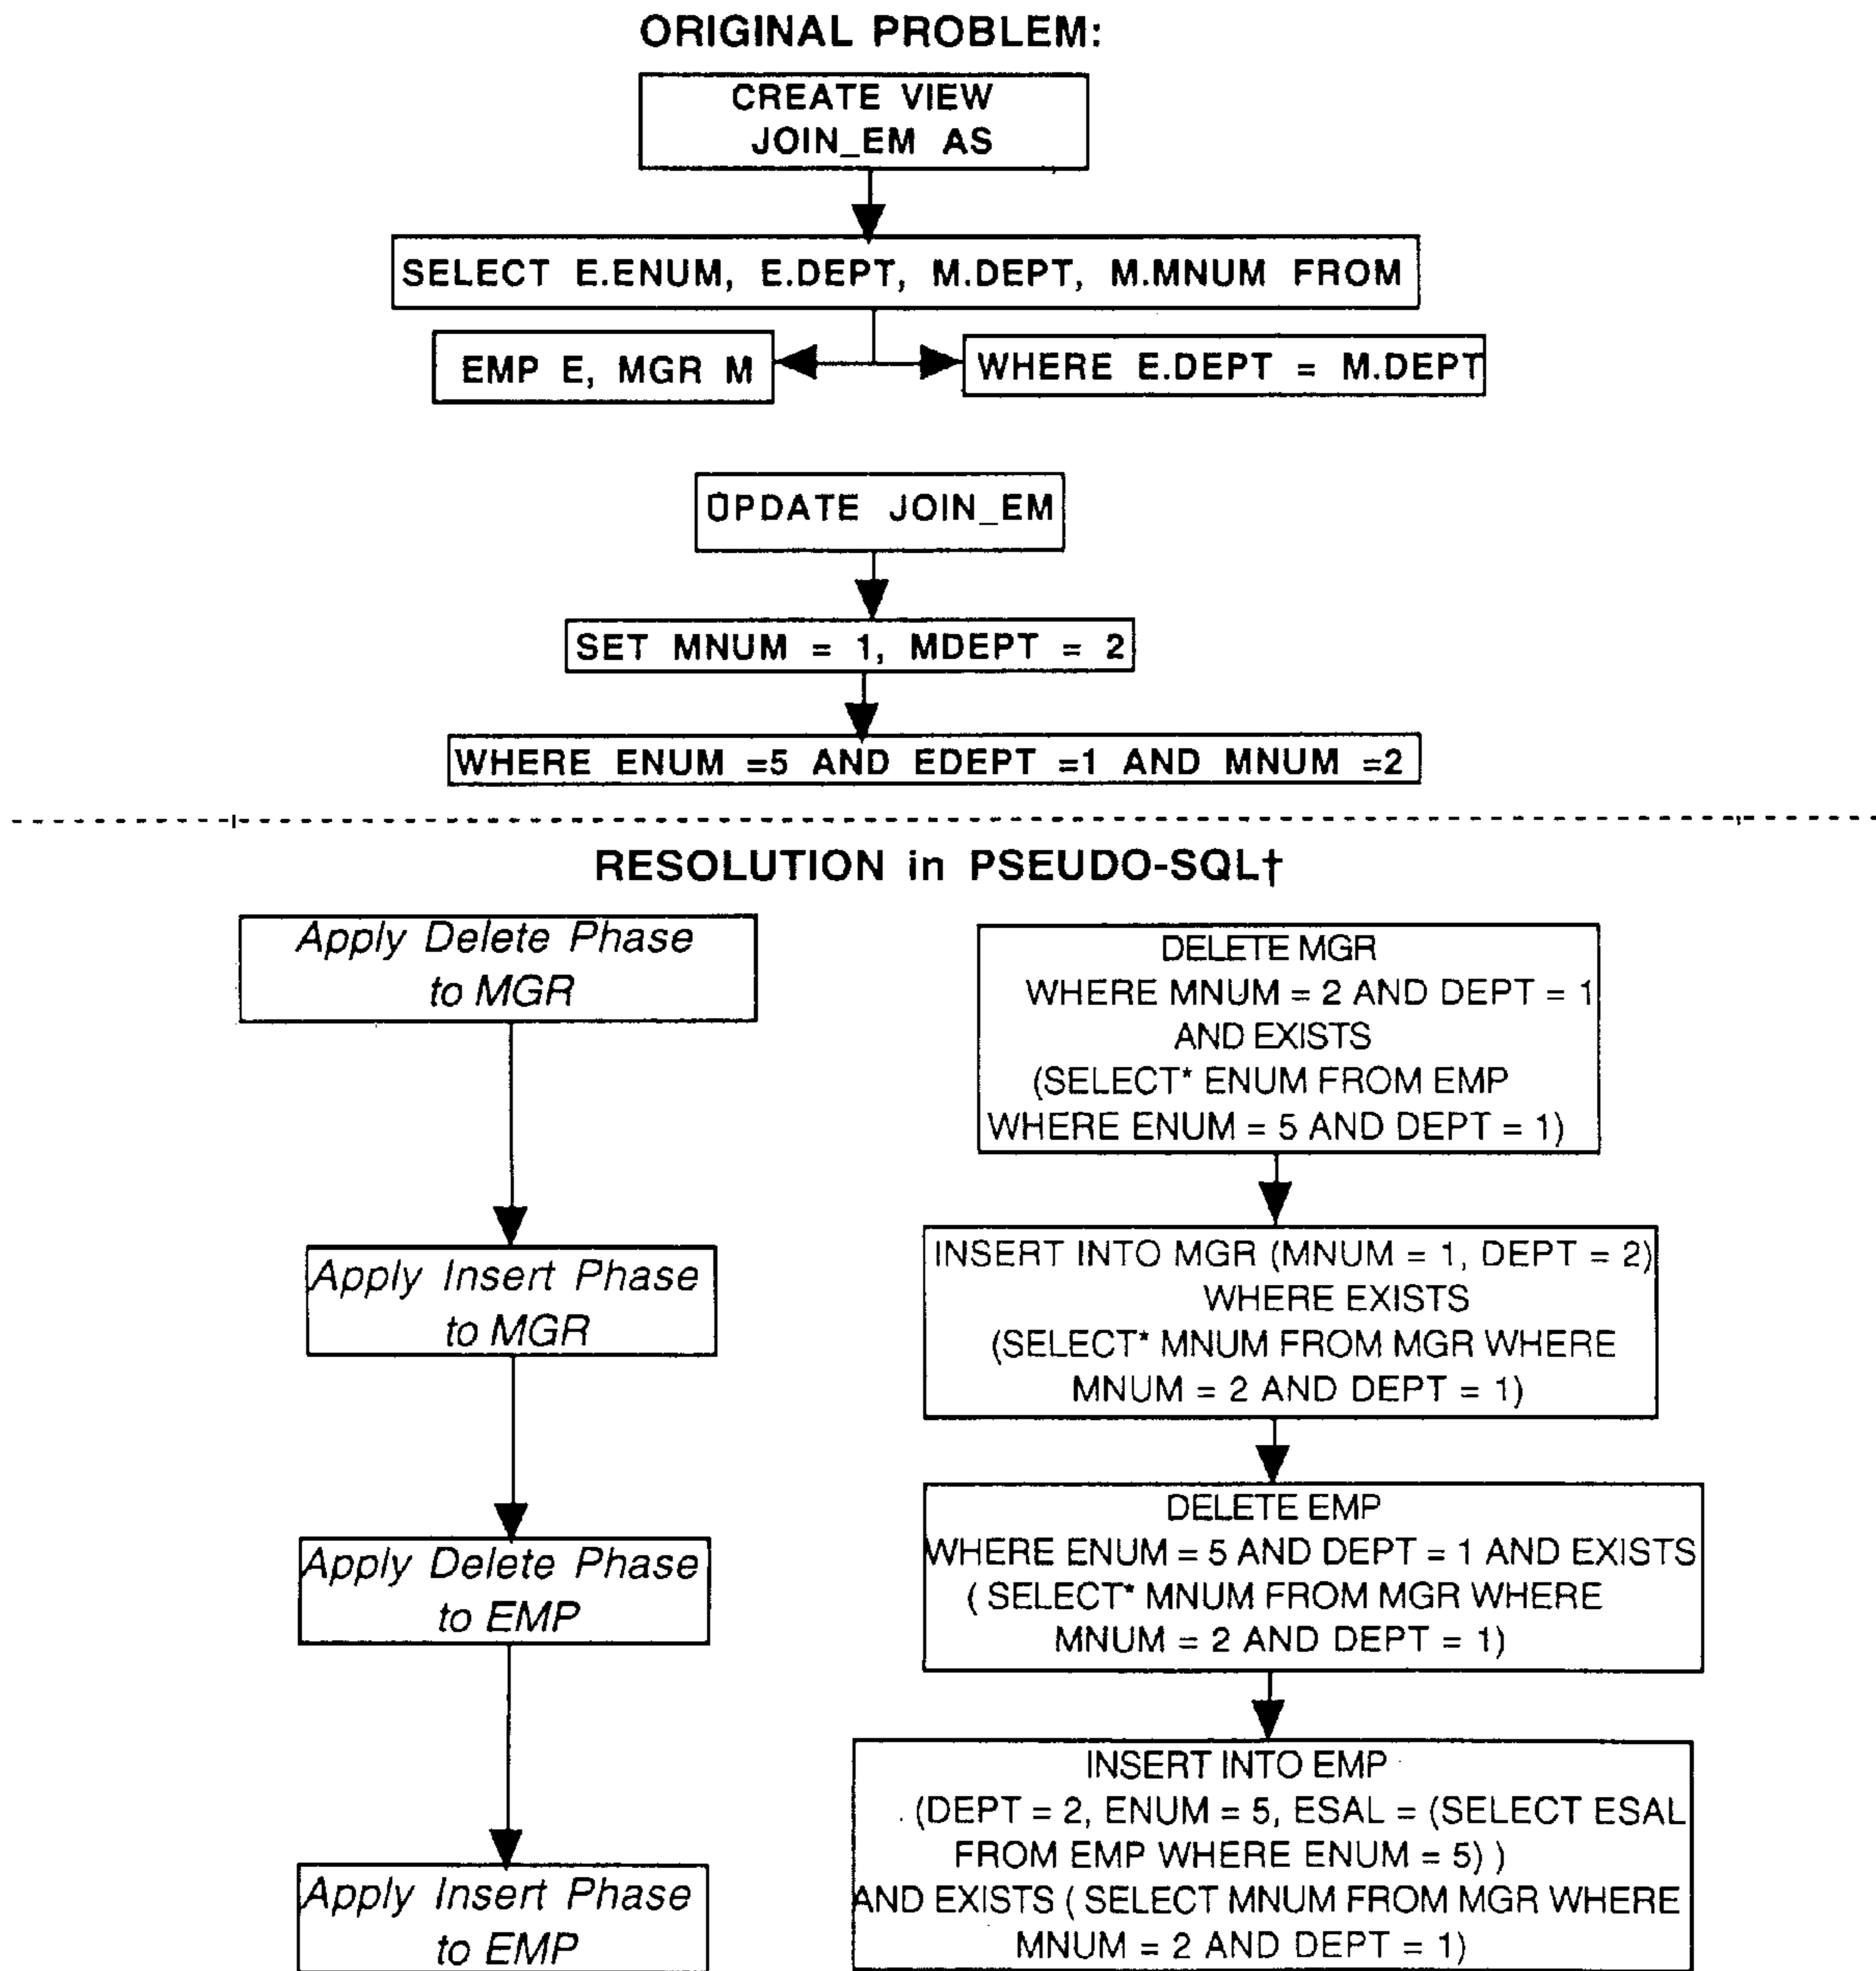 ORIGINAL PROBLEM:
CREATE VIEW
JOIN_EM AS
SELECT E.ENUM, E.DEPT, M.DEPT, M.MNUM FROM
EMP E, MGR M
WHERE E.DEPT = M.DEPT
UPDATE JOIN_EM
SET MNUM = 1, MDEPT = 2
WHERE ENUM =5 AND EDEPT =1 AND MNUM =2
RESOLUTION in PSEUDO-SQL†
Apply Delete Phase
to MGR
Apply Insert Phase
to MGR
Apply Delete Phase
to EMP
Apply Insert Phase
to EMP
DELETE MGR
WHERE MNUM = 2 AND DEPT = 1
AND EXISTS
(SELECT* ENUM FROM EMP
WHERE ENUM = 5 AND DEPT = 1)
INSERT INTO MGR (MNUM = 1, DEPT = 2)
WHERE EXISTS
(SELECT* MNUM FROM MGR WHERE
MNUM = 2 AND DEPT = 1)
DELETE EMP
WHERE ENUM = 5 AND DEPT = 1 AND EXISTS
( SELECT* MNUM FROM MGR WHERE
MNUM = 2 AND DEPT = 1)
INSERT INTO EMP
(DEPT = 2, ENUM = 5, ESAL = (SELECT ESAL
FROM EMP WHERE ENUM = 5) )
AND EXISTS ( SELECT MNUM FROM MGR WHERE
MNUM = 2 AND DEPT = 1)